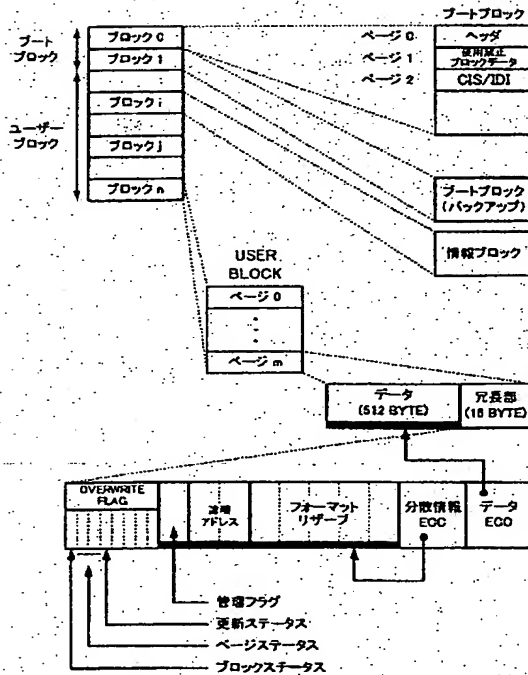 ブート
ブロック
ユーザー
ブロック
ブロック 0
ブロック 1
ブロック i
ブロック j
ブロック n
ブートブロック
ページ 0
ヘッダ
ページ 1
使用禁止
ブロックデータ
ページ 2
CIS/IDI
ブートブロック
(バックアップ)
情報ブロック
USER
BLOCK
ページ 0
ページ m
データ
(512 BYTE)
冗長部
(16 BYTE)
OVERWRITE
FLAG
論理
アドレス
フォーマット
リザーブ
分散情報
ECC
データ
ECC
管理フラグ
更新ステータス
ページステータス
ブロックステータス